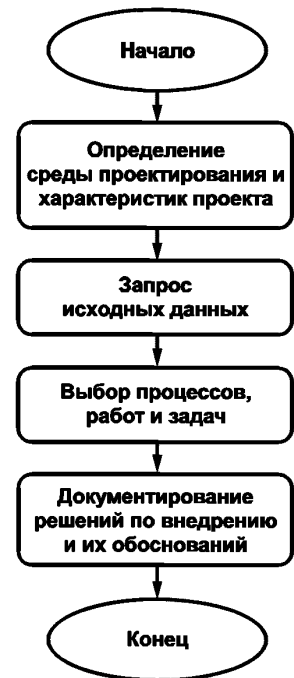 Начало
Определение
среды проектирования и
характеристик проекта
Запрос
исходных данных
Выбор процессов,
работ и задач
Документирование
решений по внедрению
и их обоснований
Конец